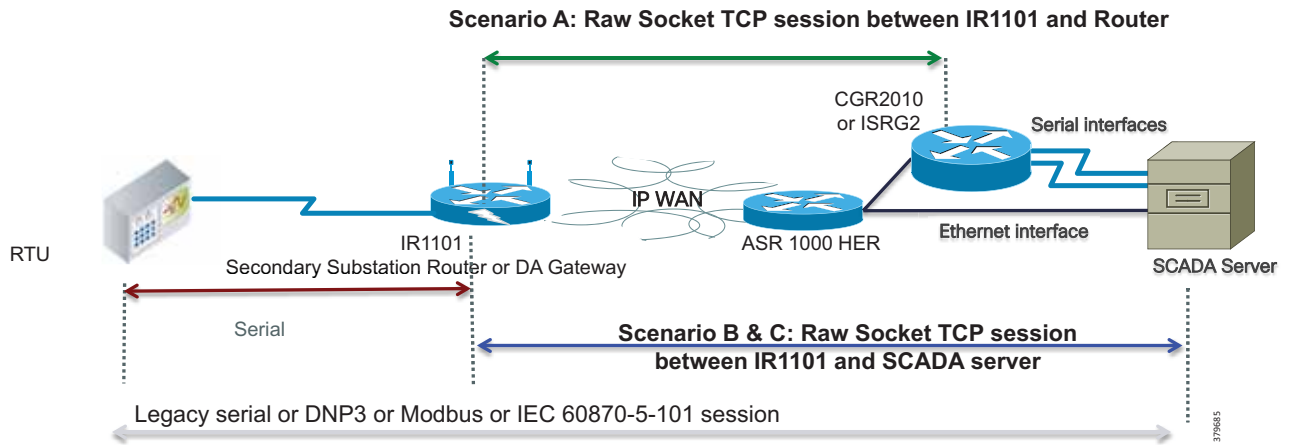 Scenario A: Raw Socket TCP session between IR1101 and Router
CGR2010
or ISRG2
Serial interfaces
IP WAN
IR1101
ASR 1000 HER
Ethernet interface
RTU
Secondary Substation Router or DA Gateway
SCADA Server
Serial
Scenario B & C: Raw Socket TCP session
between IR1101 and SCADA server
Legacy serial or DNP3 or Modbus or IEC 60870-5-101 session
379685